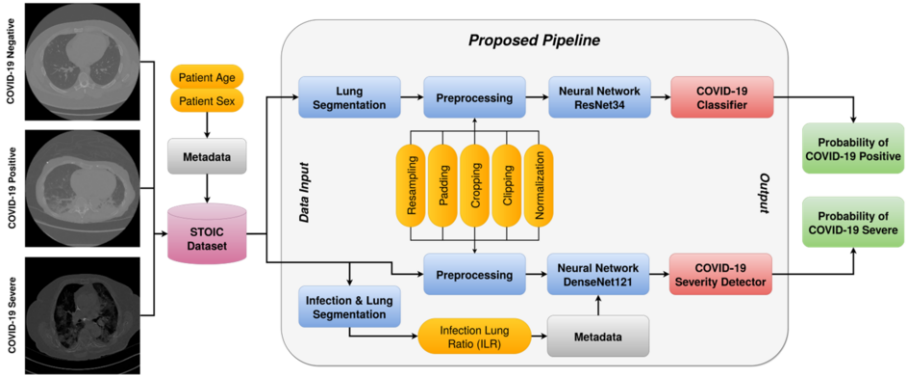 COVID-19 Negative
COVID-19 Positive
COVID-19 Severe
Patient Age
Patient Sex
Metadata
STOIC
Dataset
Proposed Pipeline
Data Input
Output
Lung
Segmentation
Preprocessing
Neural Network
ResNet34
COVID-19
Classifier
Resampling
Padding
Cropping
Clipping
Normalization
Preprocessing
Neural Network
DenseNet121
COVID-19
Severity Detector
Infection & Lung
Segmentation
Infection Lung
Ratio (ILR)
Metadata
Probability of
COVID-19 Positive
Probability of
COVID-19 Severe